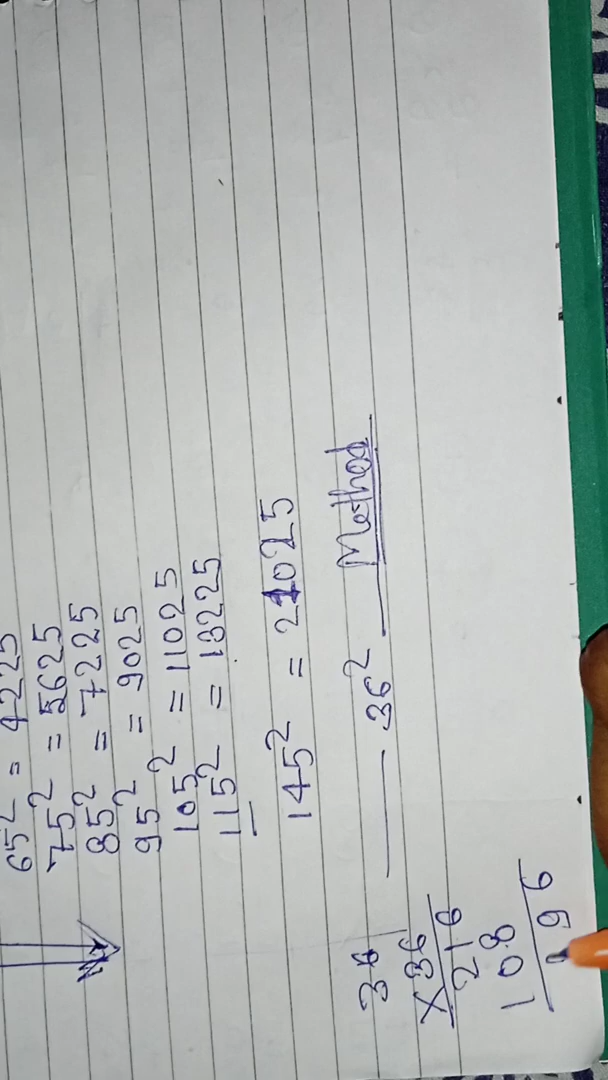 65² = 4225
75² = 5625
85² = 7225
95² = 9025
105² = 11025
115² = 13225
145² = 21025
36² Method
36
×36
216
108
96